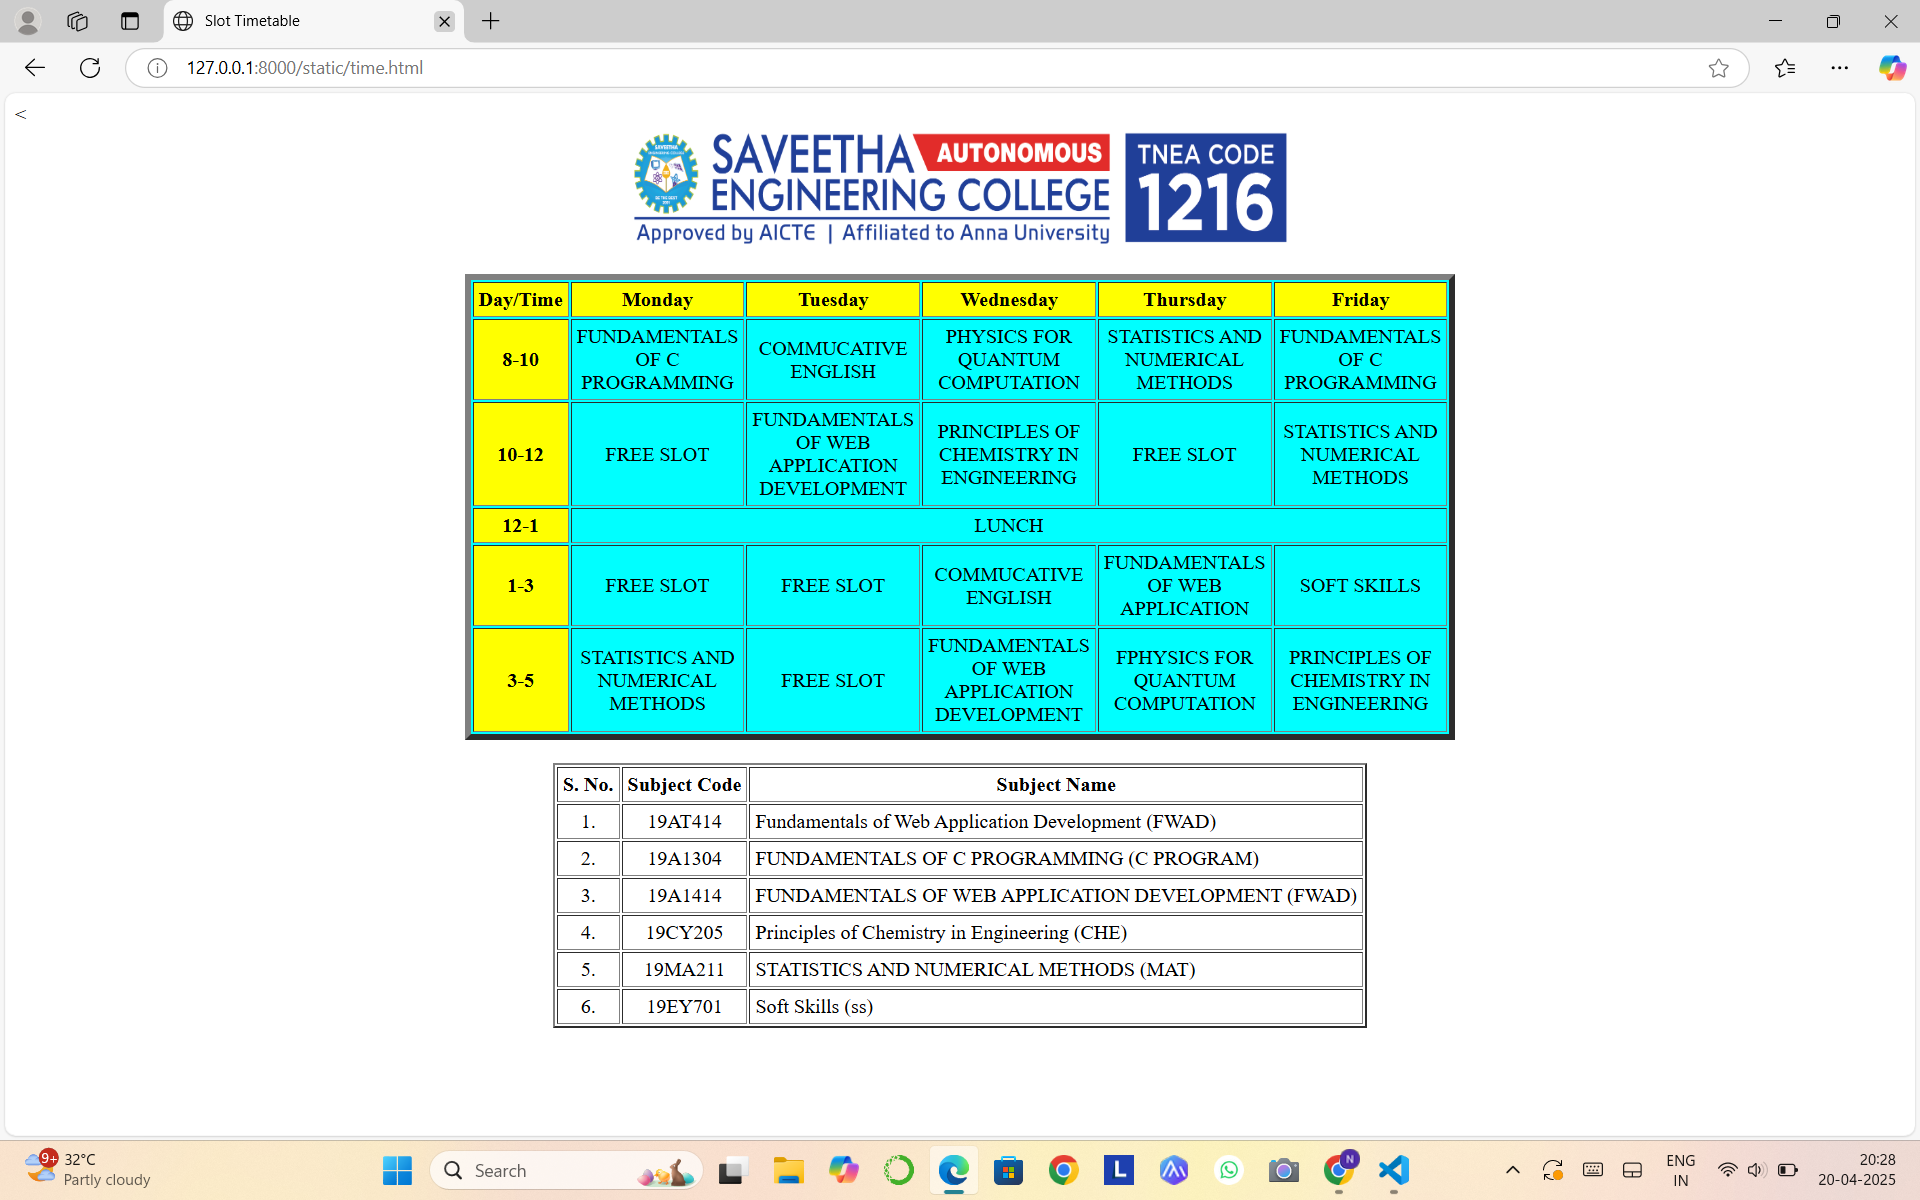 Slot Timetable
127.0.0.1:8000/static/time.html
<
SAVEETHA AUTONOMOUS
ENGINEERING COLLEGE
Approved by AICTE | Affiliated to Anna University
TNEA CODE
1216
Day/Time Monday Tuesday Wednesday Thursday Friday
8-10
FUNDAMENTALS
OF C
PROGRAMMING
COMMUCATIVE
ENGLISH
PHYSICS FOR
QUANTUM
COMPUTATION
STATISTICS AND
NUMERICAL
METHODS
FUNDAMENTALS
OF C
PROGRAMMING
10-12
FREE SLOT
FUNDAMENTALS
OF WEB
APPLICATION
DEVELOPMENT
PRINCIPLES OF
CHEMISTRY IN
ENGINEERING
FREE SLOT
STATISTICS AND
NUMERICAL
METHODS
12-1 LUNCH
1-3
FREE SLOT
FREE SLOT
COMMUCATIVE
ENGLISH
FUNDAMENTALS
OF WEB
APPLICATION
SOFT SKILLS
3-5
STATISTICS AND
NUMERICAL
METHODS
FREE SLOT
FUNDAMENTALS
OF WEB
APPLICATION
DEVELOPMENT
FPHYSICS FOR
QUANTUM
COMPUTATION
PRINCIPLES OF
CHEMISTRY IN
ENGINEERING
S. No. Subject Code Subject Name
1. 19AT414 Fundamentals of Web Application Development (FWAD)
2. 19A1304 FUNDAMENTALS OF C PROGRAMMING (C PROGRAM)
3. 19A1414 FUNDAMENTALS OF WEB APPLICATION DEVELOPMENT (FWAD)
4. 19CY205 Principles of Chemistry in Engineering (CHE)
5. 19MA211 STATISTICS AND NUMERICAL METHODS (MAT)
6. 19EY701 Soft Skills (ss)
9+
32°C
Partly cloudy
Search
L
N
ENG
IN
20:28
20-04-2025